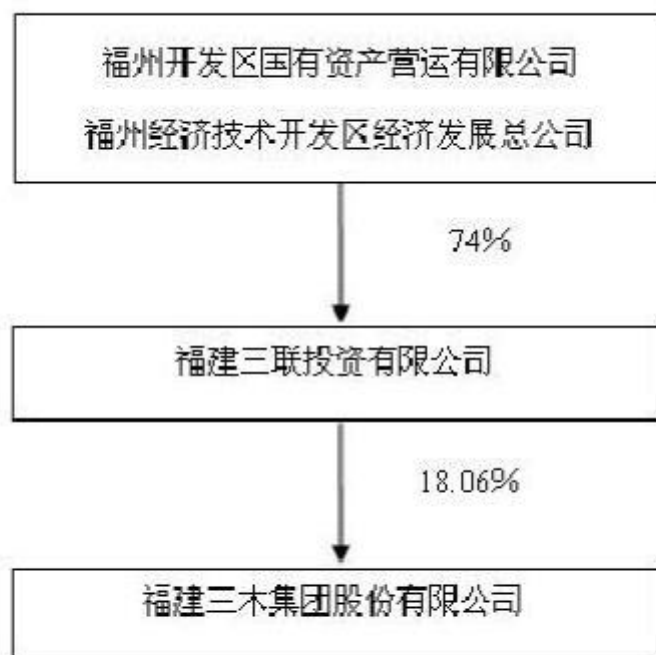 福州开发区国有资产营运有限公司
福州经济技术开发区经济发展总公司
74%
福建三联投资有限公司
18.06%
福建三木集团股份有限公司